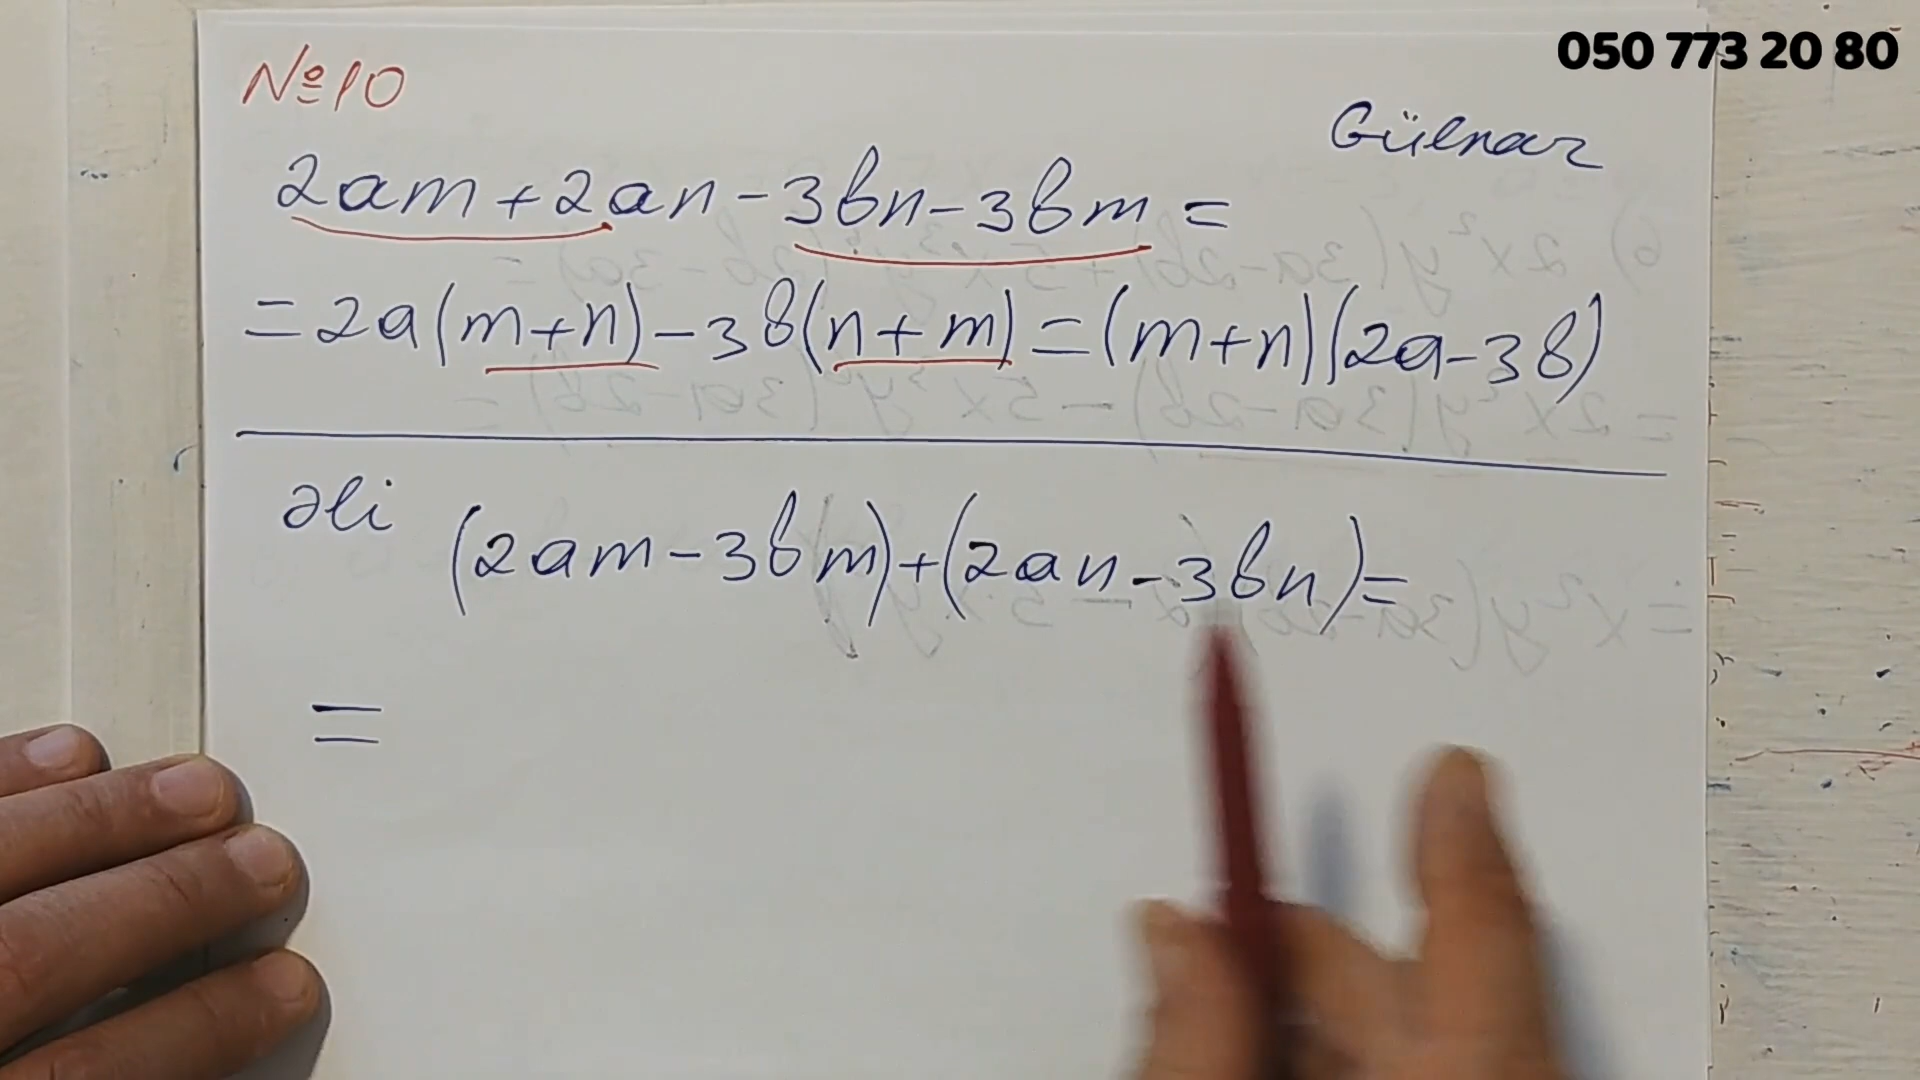 050 773 20 80
№10
Gülnar
2am+2an-3bn-3bm=
=2a(m+n)-3b(n+m)=(m+n)(2a-3b)
əli (2am-3bm)+(2an-3bn)=
=